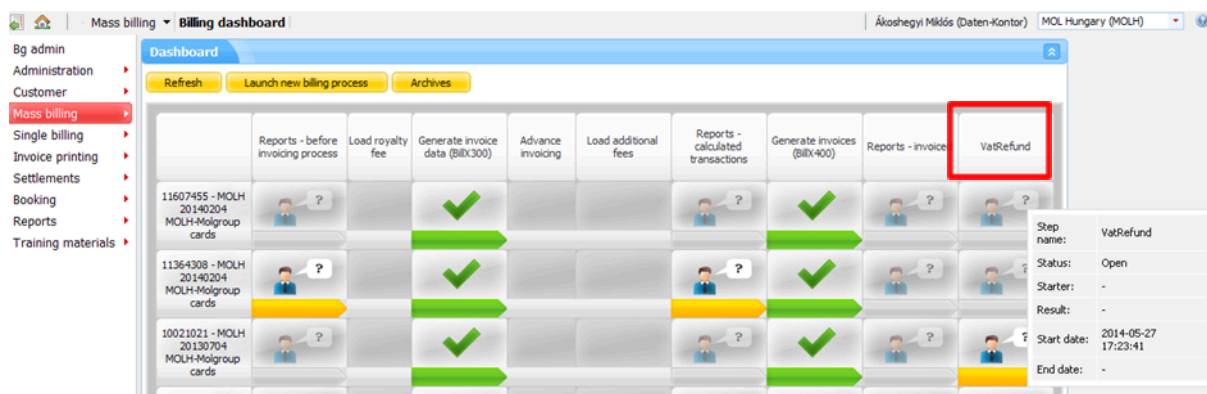 Mass billing Billing dashboard
Ákoshegyi Miklós (Daten-Kontor) MOL Hungary (MOLH)
Bg admin
Administration
Customer
Mass billing
Single billing
Invoice printing
Settlements
Booking
Reports
Training materials
Dashboard
Refresh Launch new billing process Archives
Reports - before
invoicing process
Load royalty
fee
Generate invoice
data (BillX300)
Advance
invoicing
Load additional
fees
Reports -
calculated
transactions
Generate invoices
(BillX400)
Reports - invoices
VatRefund
11607455 - MOLH
20140204
MOLH-Molgroup
cards
? ? ? ?
11364308 - MOLH
20140204
MOLH-Molgroup
cards
? ? ? ?
10021021 - MOLH
20130704
MOLH-Molgroup
cards
? ? ? ?
Step
name: VatRefund
Status: Open
Starter: -
Result: -
Start date: 2014-05-27
17:23:41
End date: -